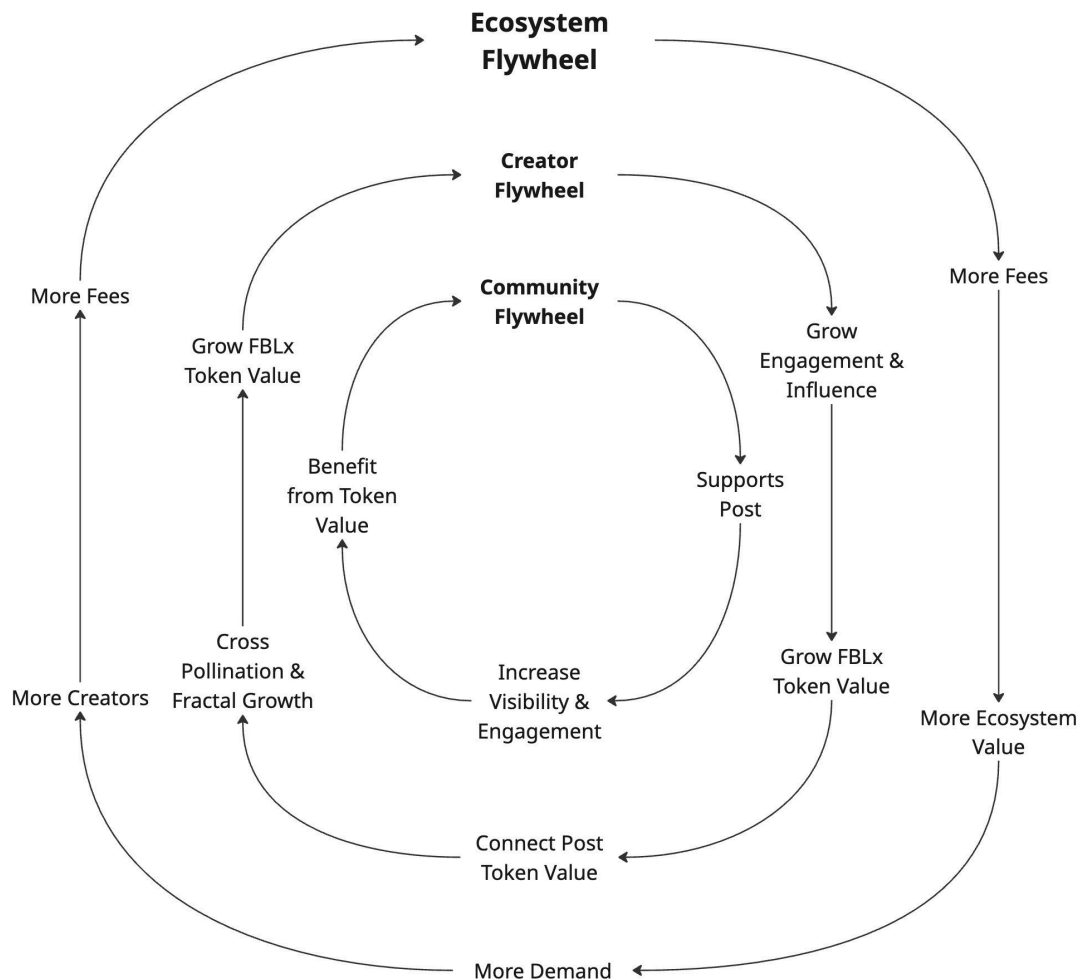 Ecosystem
Flywheel
Creator
Flywheel
Community
Flywheel
More Fees
More Fees
Grow
Engagement &
Influence
Grow FBLx
Token Value
Benefit
from Token
Value
Supports
Post
Cross
Pollination &
Fractal Growth
Increase
Visibility &
Engagement
Grow FBLx
Token Value
More Creators
More Ecosystem
Value
Connect Post
Token Value
More Demand